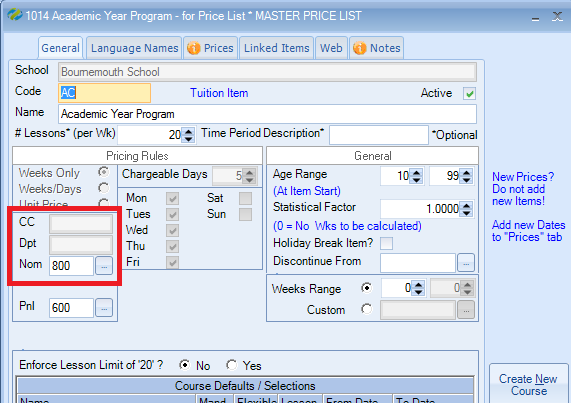 1014 Academic Year Program - for Price List * MASTER PRICE LIST
General Language Names Prices Linked Items Web Notes
School Bournemouth School
Code AC Tuition Item Active
Name Academic Year Program
# Lessons* (per Wk) 20 Time Period Description* *Optional
Pricing Rules
Weeks Only
Weeks/Days
Unit Price
Chargeable Days 5
Mon Sat
Tues Sun
Wed
Thu
Fri
CC
Dpt
Nom 800 ...
Pnl 600 ...
General
Age Range 10 99
(At Item Start)
Statistical Factor 1.0000
(0 = No Wks to be calculated)
Holiday Break Item?
Discontinue From ...
Weeks Range 0 0
Custom ...
New Prices?
Do not add
new Items!
Add new Dates
to "Prices" tab
Enforce Lesson Limit of '20' ? No Yes
Course Defaults / Selections
Name Mand Flexible Lesson From Date To Date
Create New
Course